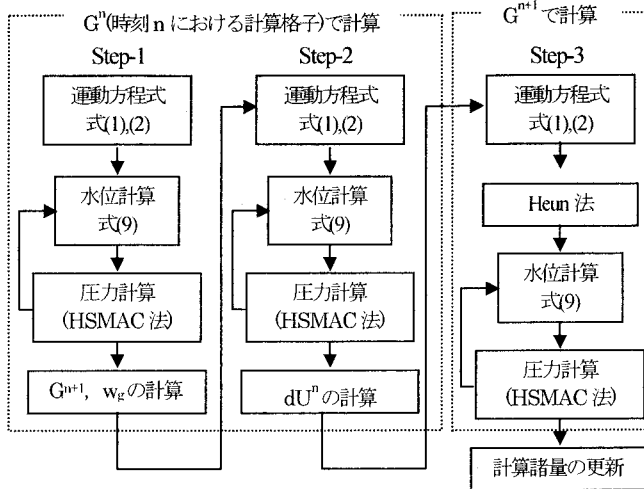 G^n(時刻 n における計算格子)で計算
Step-1
運動方程式
式(1),(2)
水位計算
式(9)
圧力計算
(HSMAC 法)
G^{n+1}, w_gの計算
Step-2
運動方程式
式(1),(2)
水位計算
式(9)
圧力計算
(HSMAC 法)
dU^n の計算
G^{n+1}で計算
Step-3
運動方程式
式(1),(2)
Heun 法
水位計算
式(9)
圧力計算
(HSMAC 法)
計算諸量の更新